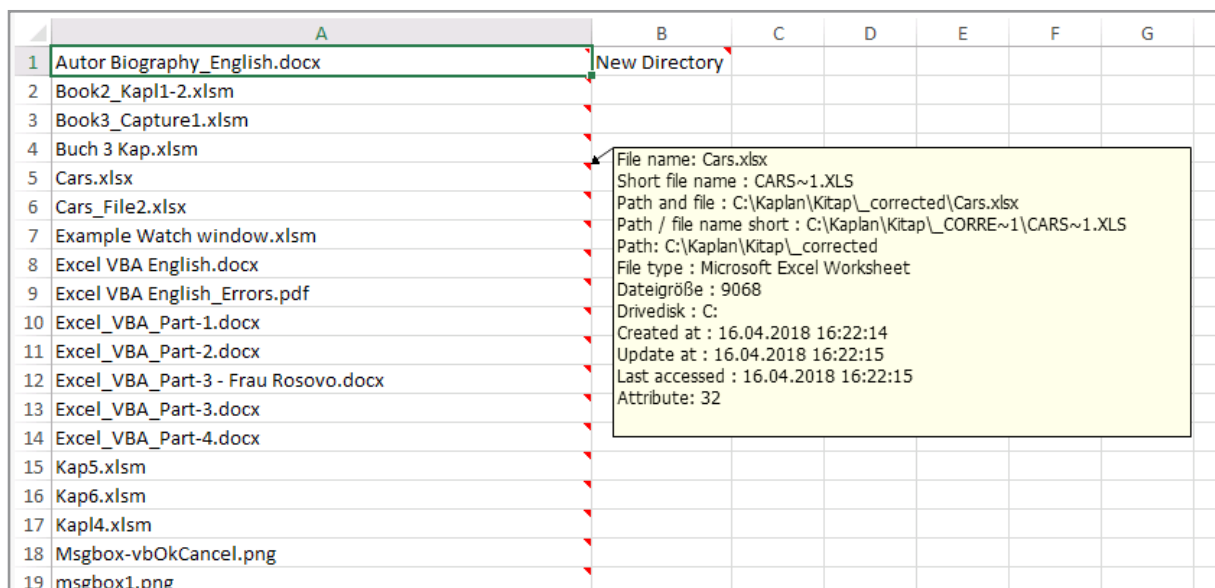 A B C D E F G
1 Autor Biography_English.docx New Directory
2 Book2_Kapl1-2.xlsm
3 Book3_Capture1.xlsm
4 Buch 3 Kap.xlsm
5 Cars.xlsx
6 Cars_File2.xlsx
7 Example Watch window.xlsm
8 Excel VBA English.docx
9 Excel VBA English_Errors.pdf
10 Excel_VBA_Part-1.docx
11 Excel_VBA_Part-2.docx
12 Excel_VBA_Part-3 - Frau Rosovo.docx
13 Excel_VBA_Part-3.docx
14 Excel_VBA_Part-4.docx
15 Kap5.xlsm
16 Kap6.xlsm
17 Kapl4.xlsm
18 Msgbox-vbOkCancel.png
19 msgbox1.png
File name: Cars.xlsx
Short file name : CARS~1.XLS
Path and file : C:\Kaplan\Kitap\_corrected\Cars.xlsx
Path / file name short : C:\Kaplan\Kitap\_CORRE~1\CARS~1.XLS
Path: C:\Kaplan\Kitap\_corrected
File type : Microsoft Excel Worksheet
Dateigröße : 9068
Drivedisk : C:
Created at : 16.04.2018 16:22:14
Update at : 16.04.2018 16:22:15
Last accessed : 16.04.2018 16:22:15
Attribute: 32